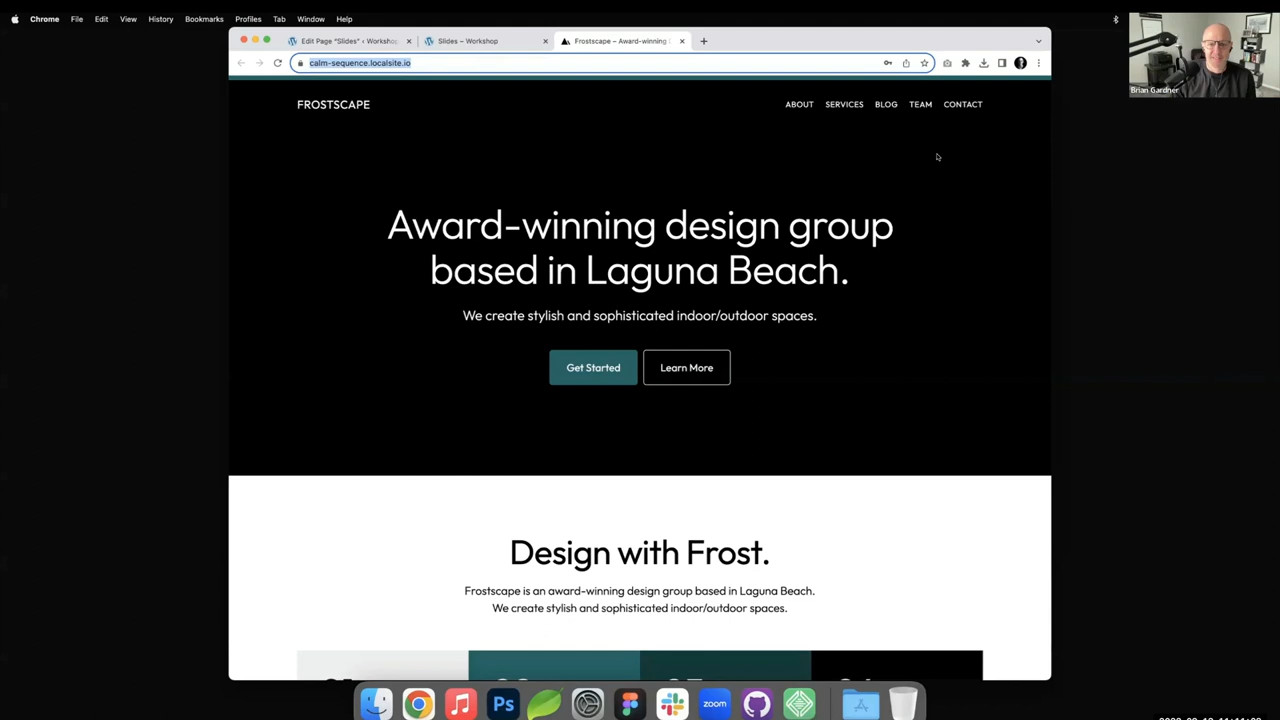 Chrome File Edit View History Bookmarks Profiles Tab Window Help
Edit Page "Slides" ‹ Workshop
Slides – Workshop
Frostscape – Award-winning
calm-sequence.localsite.io
Brian Gardner
FROSTSCAPE
ABOUT SERVICES BLOG TEAM CONTACT
Award-winning design group
based in Laguna Beach.
We create stylish and sophisticated indoor/outdoor spaces.
Get Started
Learn More
Design with Frost.
Frostscape is an award-winning design group based in Laguna Beach.
We create stylish and sophisticated indoor/outdoor spaces.
Ps
zoom